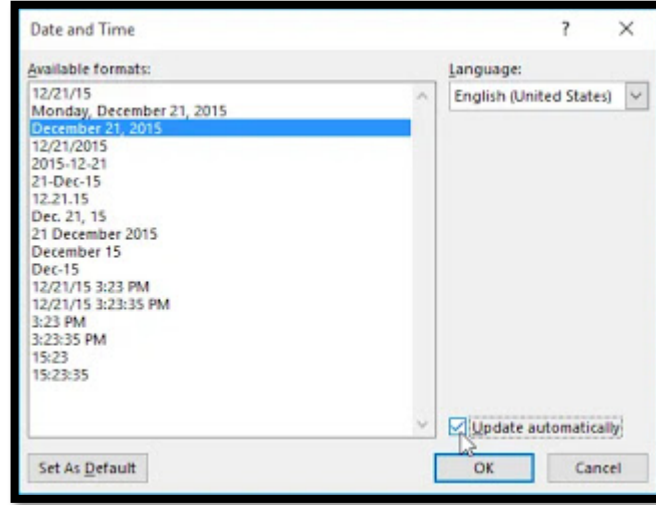 Date and Time
Available formats:
12/21/15
Monday, December 21, 2015
December 21, 2015
12/21/2015
2015-12-21
21-Dec-15
12.21.15
Dec. 21, 15
21 December 2015
December 15
Dec-15
12/21/15 3:23 PM
12/21/15 3:23:35 PM
3:23 PM
3:23:35 PM
15:23
15:23:35
Language:
English (United States)
Update automatically
Set As Default
OK
Cancel